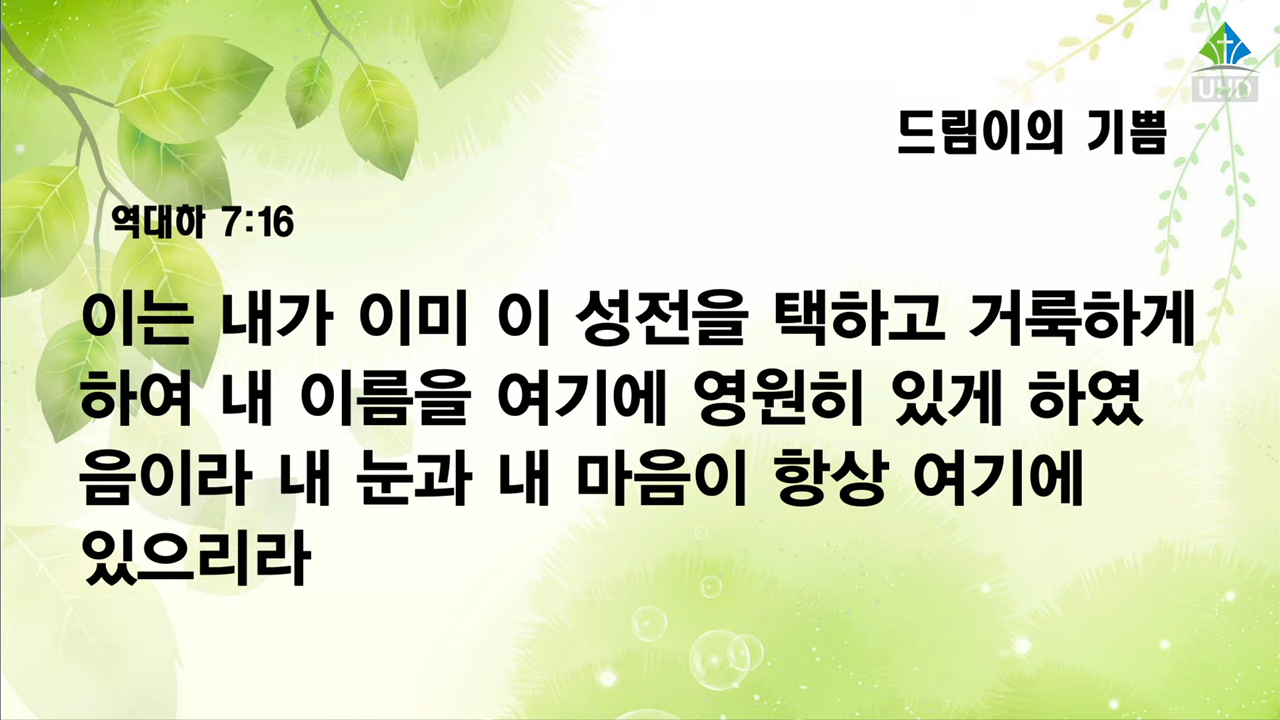 UHD
드림이의 기쁨
역대하 7:16
이는 내가 이미 이 성전을 택하고 거룩하게
하여 내 이름을 여기에 영원히 있게 하였
음이라 내 눈과 내 마음이 항상 여기에
있으리라